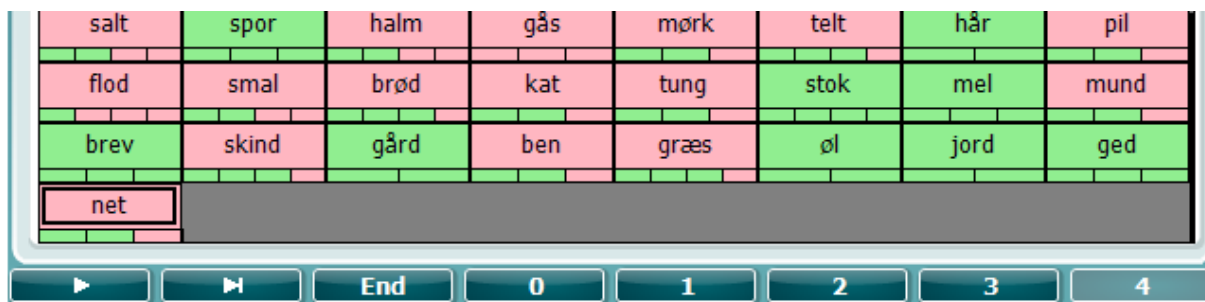 salt spor halm gås mørk telt hår pil
flod smal brød kat tung stok mel mund
brev skind gård ben græs øl jord ged
net
End 0 1 2 3 4